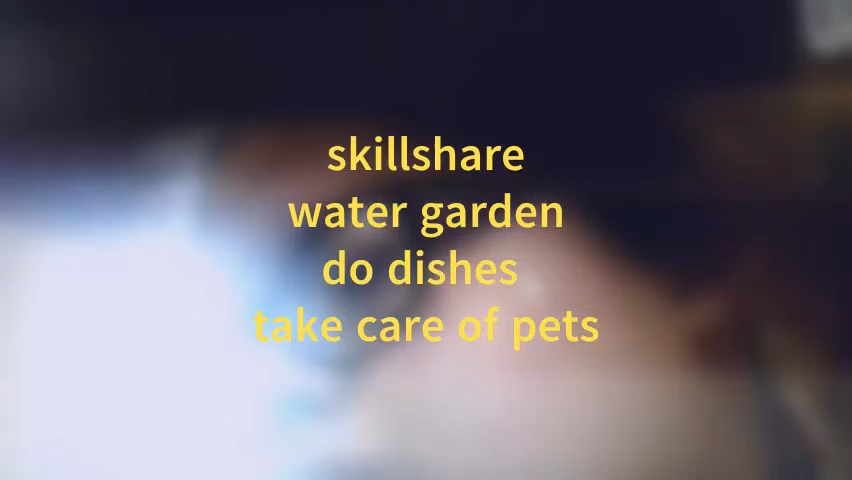 skillshare
water garden
do dishes
take care of pets